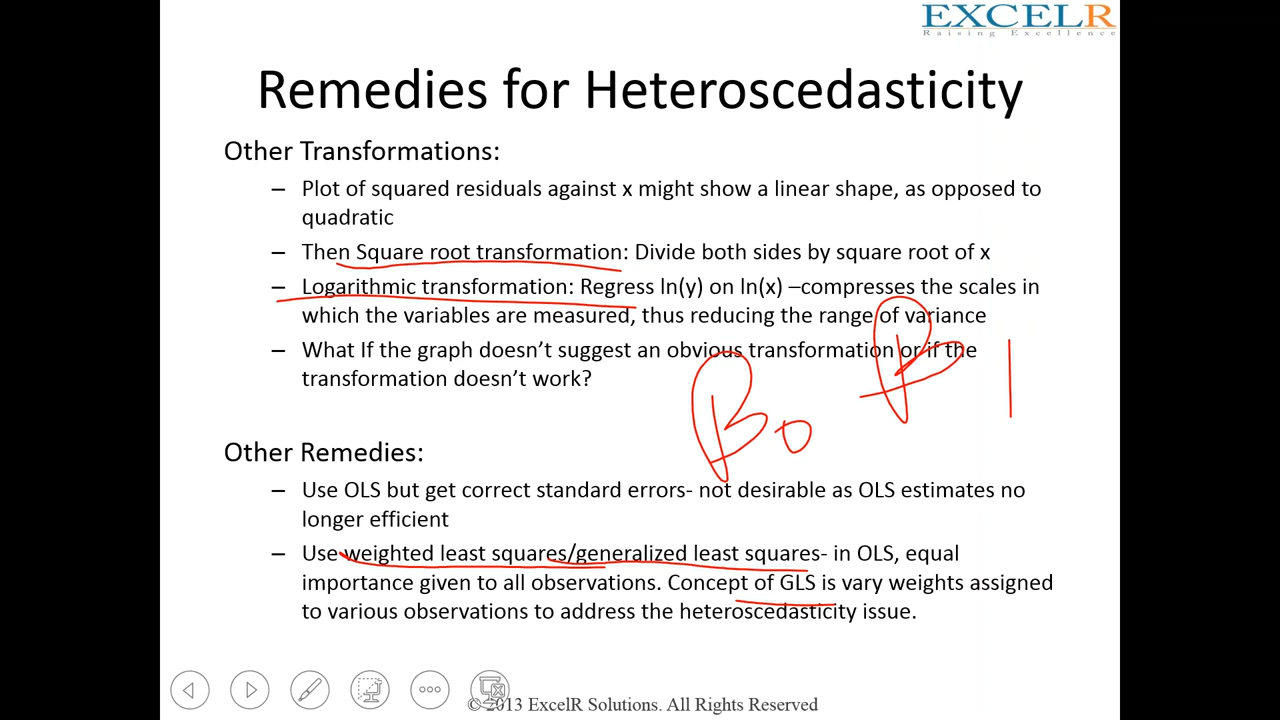 EXCELR
Raising Excellence
Remedies for Heteroscedasticity
Other Transformations:
– Plot of squared residuals against x might show a linear shape, as opposed to
quadratic
– Then Square root transformation: Divide both sides by square root of x
– Logarithmic transformation: Regress ln(y) on ln(x) –compresses the scales in
which the variables are measured, thus reducing the range of variance
– What If the graph doesn’t suggest an obvious transformation or if the
transformation doesn’t work?
β0 β1
Other Remedies:
– Use OLS but get correct standard errors- not desirable as OLS estimates no
longer efficient
– Use weighted least squares/generalized least squares- in OLS, equal
importance given to all observations. Concept of GLS is vary weights assigned
to various observations to address the heteroscedasticity issue.
© 2013 ExcelR Solutions. All Rights Reserved